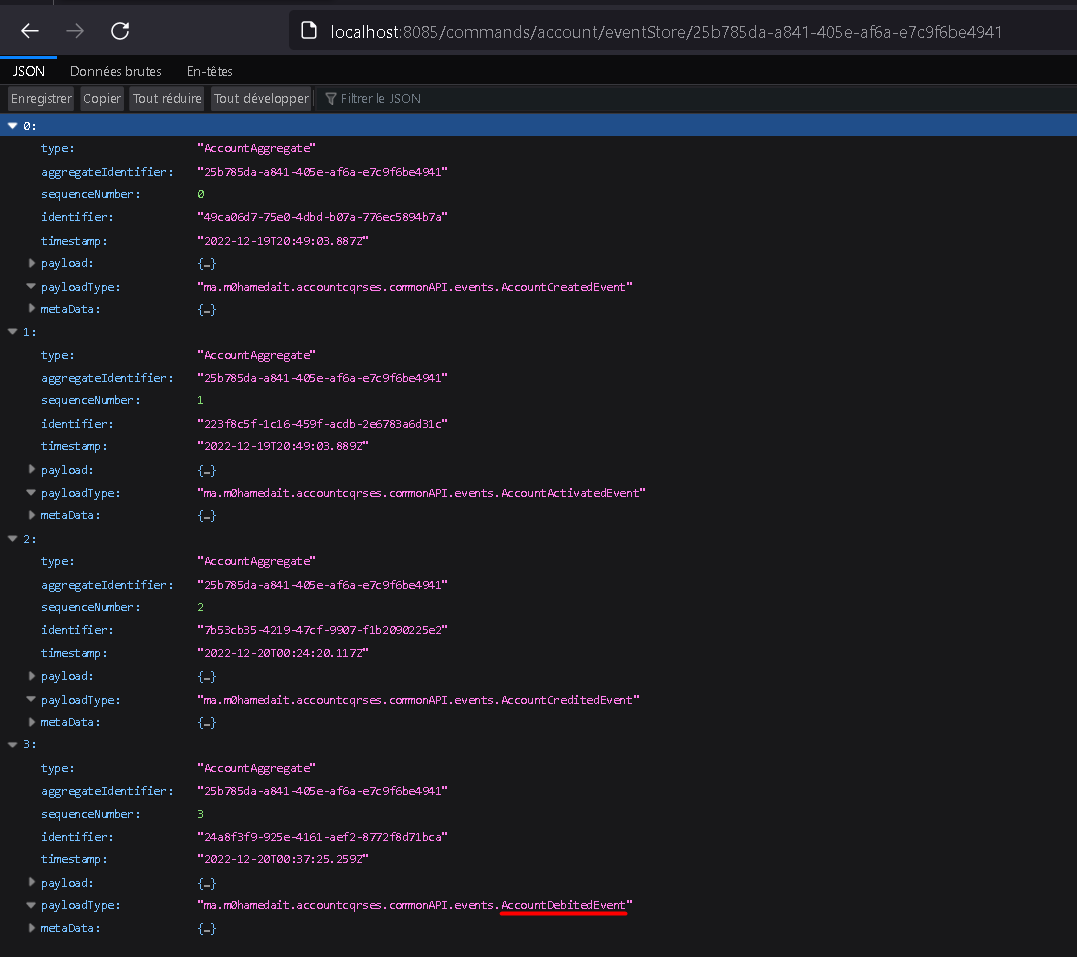 localhost:8085/commands/account/eventStore/25b785da-a841-405e-af6a-e7c9f6be4941
JSON Données brutes En-têtes
Enregistrer Copier Tout réduire Tout développer Filtrer le JSON
0:
type: "AccountAggregate"
aggregateIdentifier: "25b785da-a841-405e-af6a-e7c9f6be4941"
sequenceNumber: 0
identifier: "49ca06d7-75e0-4dbd-b07a-776ec5894b7a"
timestamp: "2022-12-19T20:49:03.887Z"
payload: {…}
payloadType: "ma.m0hamedait.accountcqrses.commonAPI.events.AccountCreatedEvent"
metaData: {…}
1:
type: "AccountAggregate"
aggregateIdentifier: "25b785da-a841-405e-af6a-e7c9f6be4941"
sequenceNumber: 1
identifier: "223f8c5f-1c16-459f-acdb-2e6783a6d31c"
timestamp: "2022-12-19T20:49:03.889Z"
payload: {…}
payloadType: "ma.m0hamedait.accountcqrses.commonAPI.events.AccountActivatedEvent"
metaData: {…}
2:
type: "AccountAggregate"
aggregateIdentifier: "25b785da-a841-405e-af6a-e7c9f6be4941"
sequenceNumber: 2
identifier: "7b53cb35-4219-47cf-9907-f1b2090225e2"
timestamp: "2022-12-20T00:24:20.117Z"
payload: {…}
payloadType: "ma.m0hamedait.accountcqrses.commonAPI.events.AccountCreditedEvent"
metaData: {…}
3:
type: "AccountAggregate"
aggregateIdentifier: "25b785da-a841-405e-af6a-e7c9f6be4941"
sequenceNumber: 3
identifier: "24a8f3f9-925e-4161-aef2-8772f8d71bca"
timestamp: "2022-12-20T00:37:25.259Z"
payload: {…}
payloadType: "ma.m0hamedait.accountcqrses.commonAPI.events.AccountDebitedEvent"
metaData: {…}